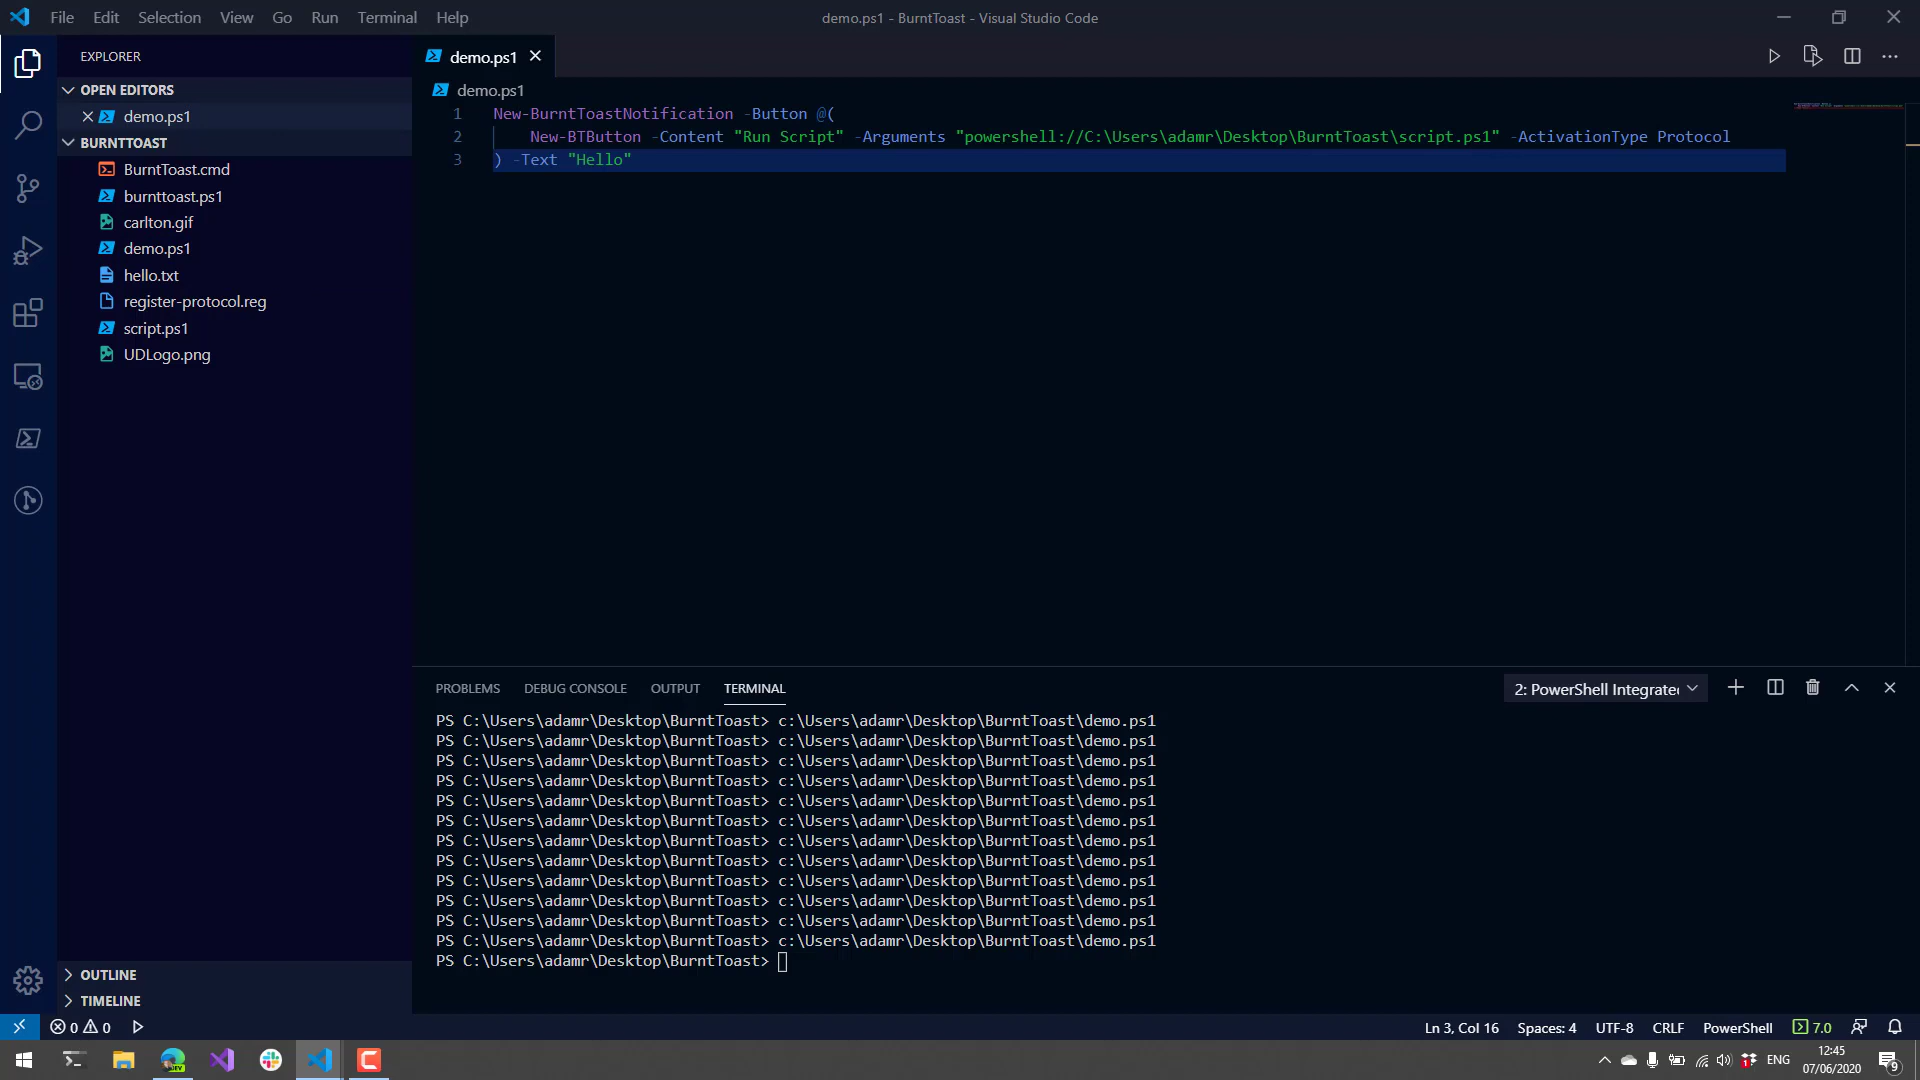 File Edit Selection View Go Run Terminal Help
demo.ps1 - BurntToast - Visual Studio Code
EXPLORER
OPEN EDITORS
demo.ps1
BURNTTOAST
BurntToast.cmd
burnttoast.ps1
carlton.gif
demo.ps1
hello.txt
register-protocol.reg
script.ps1
UDLogo.png
OUTLINE
TIMELINE
demo.ps1
demo.ps1
1 New-BurntToastNotification -Button @(
2 New-BTButton -Content "Run Script" -Arguments "powershell://C:\Users\adamr\Desktop\BurntToast\script.ps1" -ActivationType Protocol
3 ) -Text "Hello"
PROBLEMS DEBUG CONSOLE OUTPUT TERMINAL
2: PowerShell Integrate
PS C:\Users\adamr\Desktop\BurntToast> c:\Users\adamr\Desktop\BurntToast\demo.ps1
PS C:\Users\adamr\Desktop\BurntToast> c:\Users\adamr\Desktop\BurntToast\demo.ps1
PS C:\Users\adamr\Desktop\BurntToast> c:\Users\adamr\Desktop\BurntToast\demo.ps1
PS C:\Users\adamr\Desktop\BurntToast> c:\Users\adamr\Desktop\BurntToast\demo.ps1
PS C:\Users\adamr\Desktop\BurntToast> c:\Users\adamr\Desktop\BurntToast\demo.ps1
PS C:\Users\adamr\Desktop\BurntToast> c:\Users\adamr\Desktop\BurntToast\demo.ps1
PS C:\Users\adamr\Desktop\BurntToast> c:\Users\adamr\Desktop\BurntToast\demo.ps1
PS C:\Users\adamr\Desktop\BurntToast> c:\Users\adamr\Desktop\BurntToast\demo.ps1
PS C:\Users\adamr\Desktop\BurntToast> c:\Users\adamr\Desktop\BurntToast\demo.ps1
PS C:\Users\adamr\Desktop\BurntToast> c:\Users\adamr\Desktop\BurntToast\demo.ps1
PS C:\Users\adamr\Desktop\BurntToast> c:\Users\adamr\Desktop\BurntToast\demo.ps1
PS C:\Users\adamr\Desktop\BurntToast> c:\Users\adamr\Desktop\BurntToast\demo.ps1
PS C:\Users\adamr\Desktop\BurntToast>
0 0
Ln 3, Col 16 Spaces: 4 UTF-8 CRLF PowerShell 7.0
DEV
1
ENG
12:45
07/06/2020
9